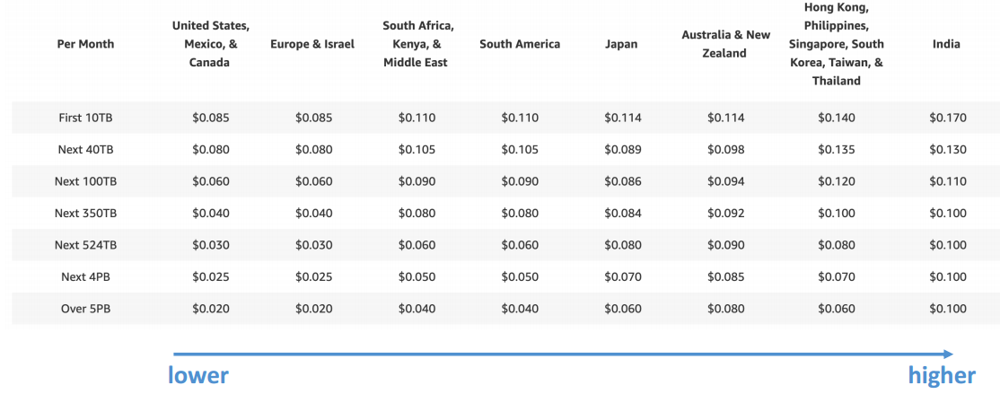 Per Month United States, Mexico, & Canada Europe & Israel South Africa, Kenya, & Middle East South America Japan Australia & New Zealand Hong Kong, Philippines, Singapore, South Korea, Taiwan, & Thailand India
First 10TB $0.085 $0.085 $0.110 $0.110 $0.114 $0.114 $0.140 $0.170
Next 40TB $0.080 $0.080 $0.105 $0.105 $0.089 $0.098 $0.135 $0.130
Next 100TB $0.060 $0.060 $0.090 $0.090 $0.086 $0.094 $0.120 $0.110
Next 350TB $0.040 $0.040 $0.080 $0.080 $0.084 $0.092 $0.100 $0.100
Next 524TB $0.030 $0.030 $0.060 $0.060 $0.080 $0.090 $0.080 $0.100
Next 4PB $0.025 $0.025 $0.050 $0.050 $0.070 $0.085 $0.070 $0.100
Over 5PB $0.020 $0.020 $0.040 $0.040 $0.060 $0.080 $0.060 $0.100
lower higher